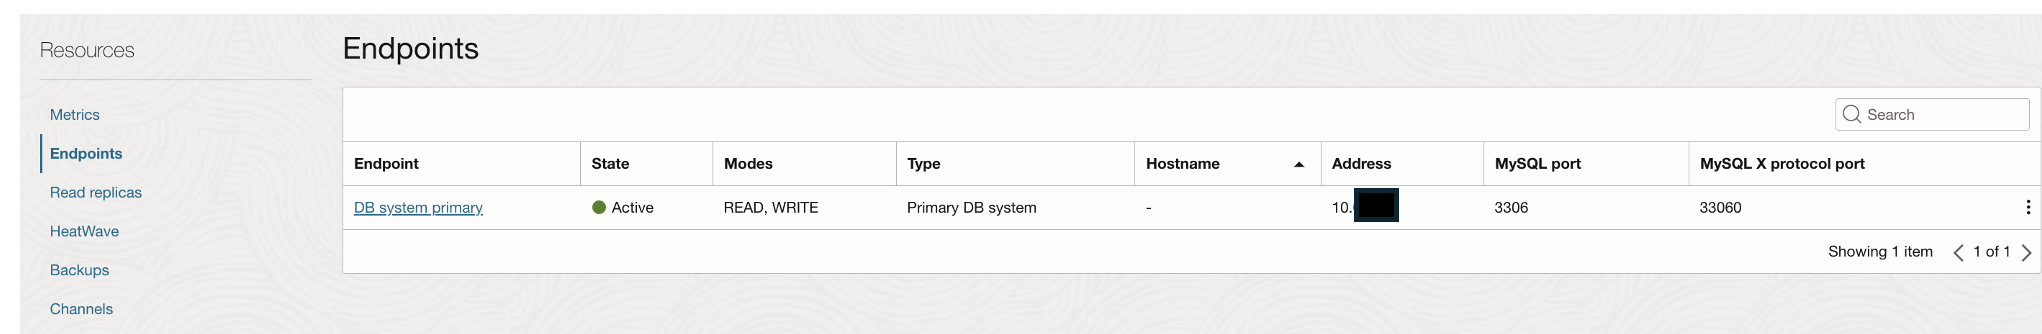 Resources
Metrics
Endpoints
Read replicas
HeatWave
Backups
Channels
Endpoints
Search
Endpoint State Modes Type Hostname Address MySQL port MySQL X protocol port
DB system primary Active READ, WRITE Primary DB system - 10. 3306 33060
Showing 1 item 1 of 1